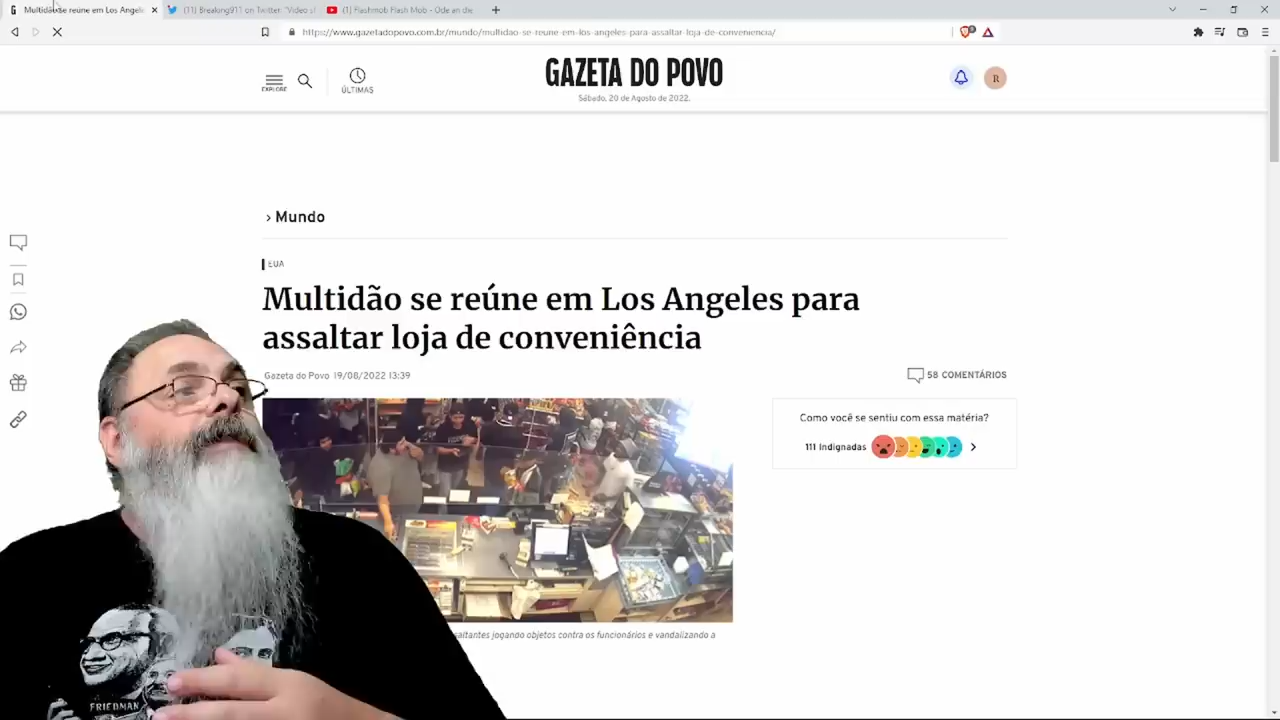 Multidão se reúne em Los Angele
(11) Breaking911 on Twitter: "Video sl
(1) Flashmob Flash Mob - Ode an die
https://www.gazetadopovo.com.br/mundo/multidao-se-reune-em-los-angeles-para-assaltar-loja-de-conveniencia/
EXPLORE
ÚLTIMAS
GAZETA DO POVO
Sábado, 20 de Agosto de 2022.
R
› Mundo
EUA
Multidão se reúne em Los Angeles para
assaltar loja de conveniência
Gazeta do Povo 19/08/2022 13:39
58 COMENTÁRIOS
Como você se sentiu com essa matéria?
111 Indignadas
saltantes jogando objetos contra os funcionários e vandalizando a
FRIEDMAN